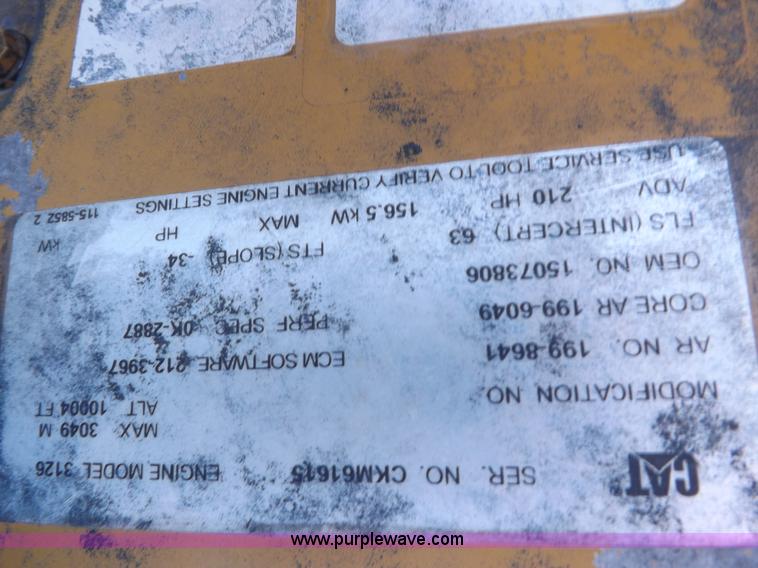 CAT SER. NO. CKM61615 ENGINE MODEL 3126
MODIFICATION NO. MAX 3049 M
ALT 10004 FT
AR NO. 199-8641 ECM SOFTWARE 212-3967
CORE AR 199-6049 PERF SPEC 0K-2887
OEM NO. 15073806
FLS (INTERCERT) 63 FTS (SLOPE) -34
ADV 210 HP 156.5 KW MAX HP KW
USE SERVICE TOOL TO VERIFY CURRENT ENGINE SETTINGS 115-5852 2
www.purplewave.com